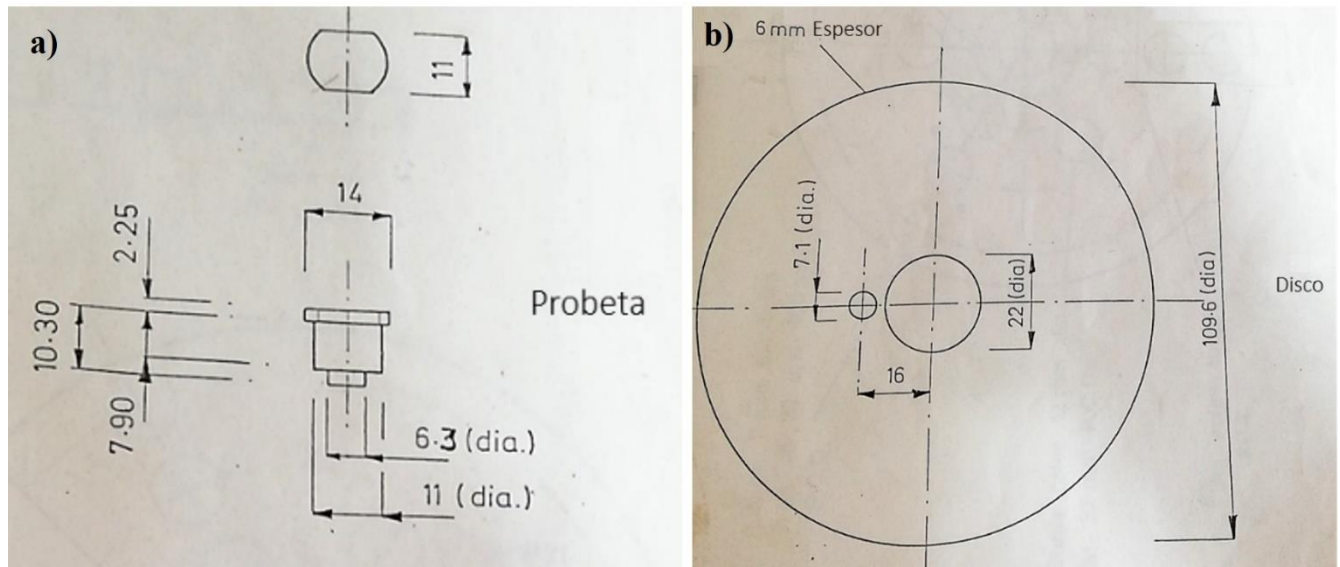 a)
11
14
2.25
10.30
7.90
Probeta
6.3 (dia.)
11 (dia.)
b)
6 mm Espesor
7.1 (dia.)
22 (dia)
16
109.6 (dia)
Disco